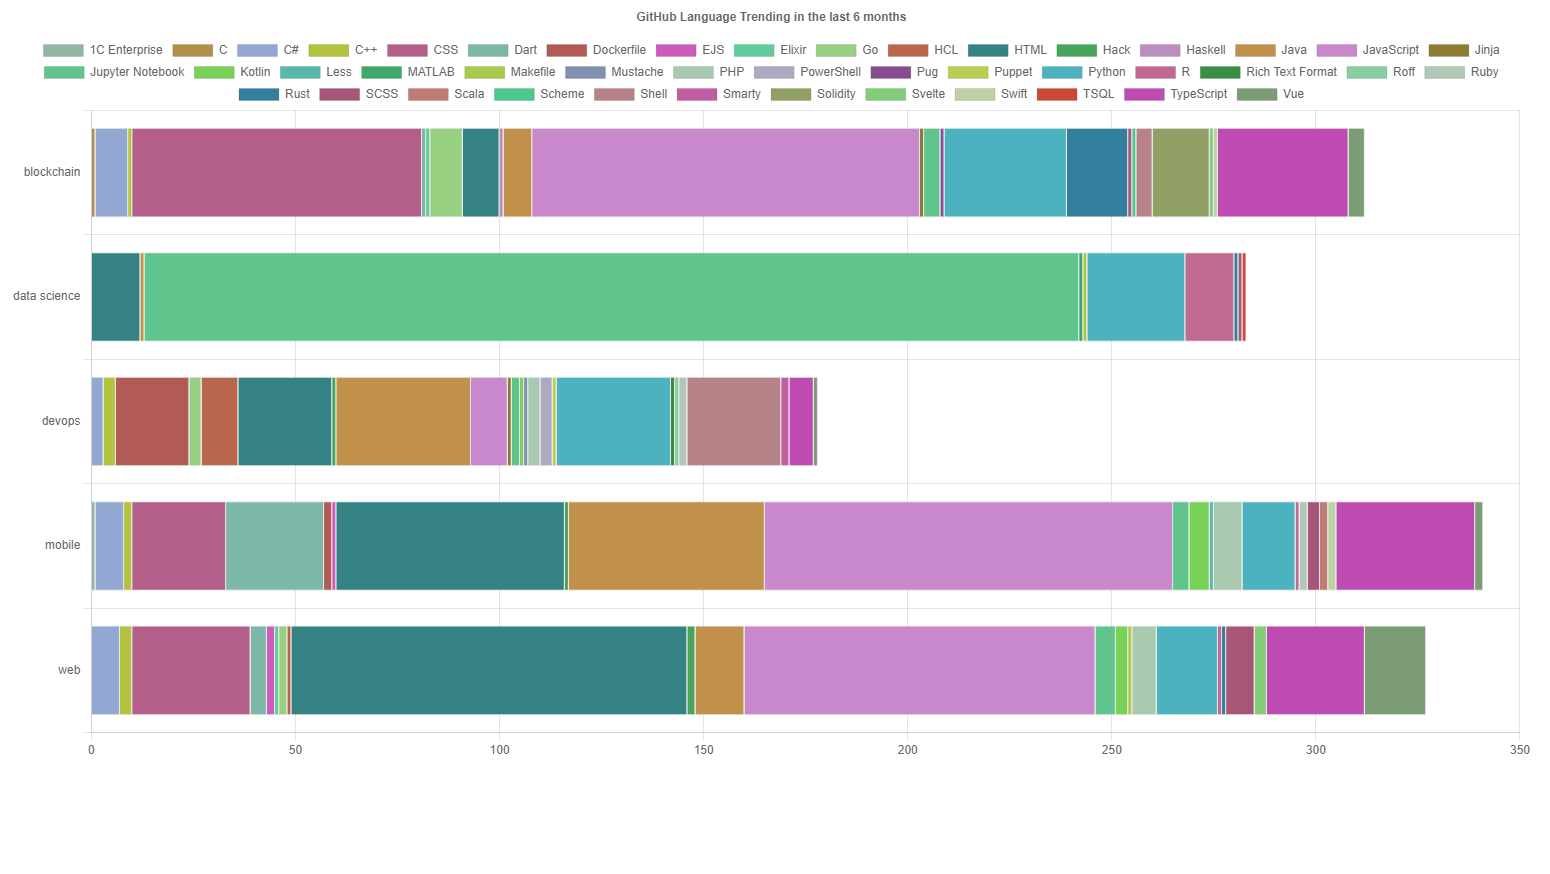 GitHub Language Trending in the last 6 months
1C Enterprise C C# C++ CSS Dart Dockerfile EJS Elixir Go HCL HTML Hack Haskell Java JavaScript Jinja
Jupyter Notebook Kotlin Less MATLAB Makefile Mustache PHP PowerShell Pug Puppet Python R Rich Text Format Roff Ruby
Rust SCSS Scala Scheme Shell Smarty Solidity Svelte Swift TSQL TypeScript Vue
blockchain
data science
devops
mobile
web
0 50 100 150 200 250 300 350